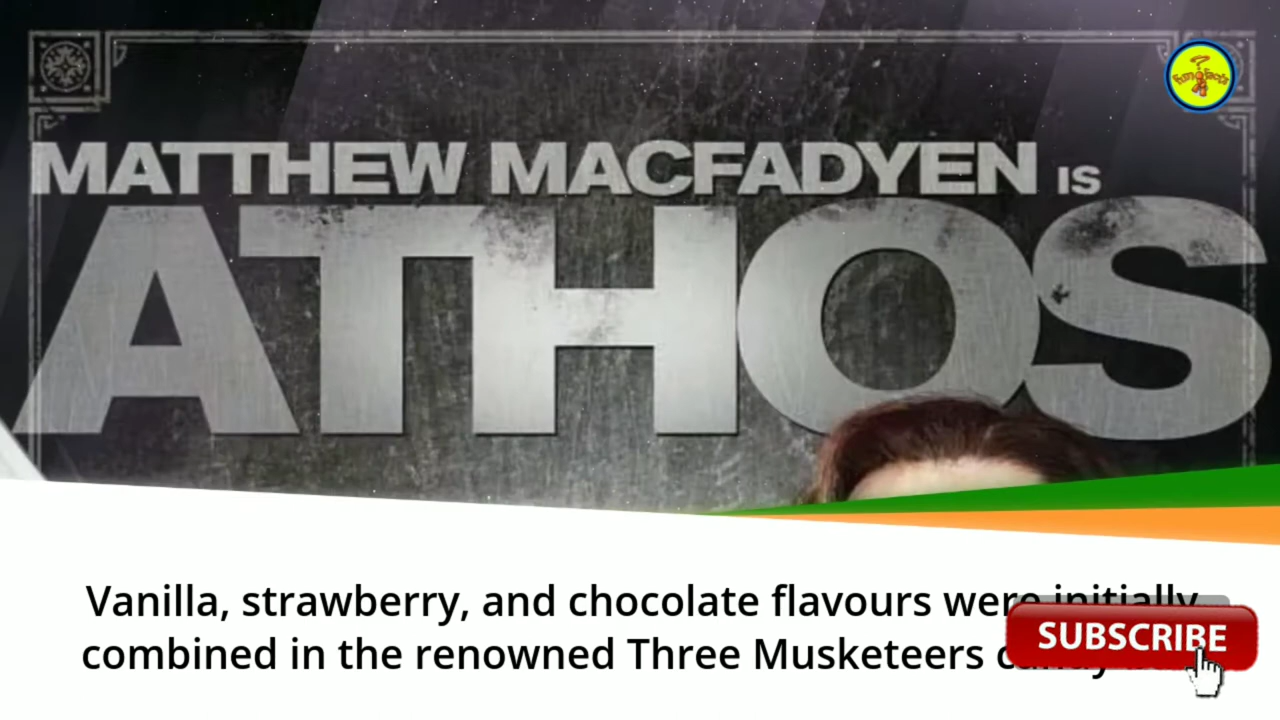 MATTHEW MACFADYEN IS
ATHOS
Vanilla, strawberry, and chocolate flavours were initially
combined in the renowned Three Musketeers
SUBSCRIBE